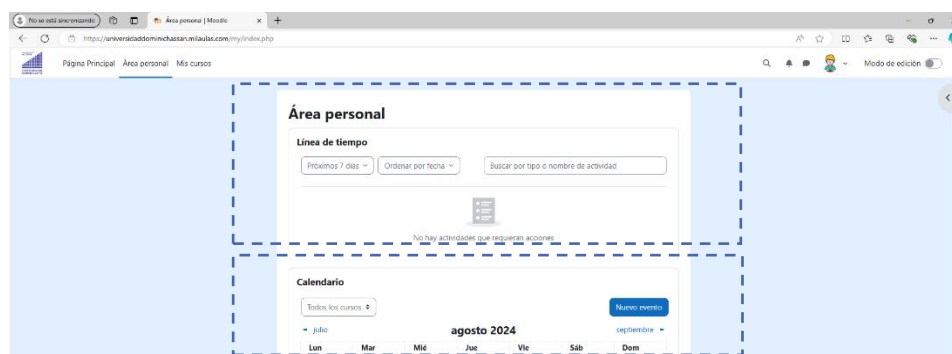 No se está sincronizando
Área personal | Moodle
https://universidaddominichassan.milaulas.com/my/index.php
Página Principal Área personal Mis cursos
Modo de edición
Área personal
Línea de tiempo
Próximos 7 días Ordenar por fecha Buscar por tipo o nombre de actividad
No hay actividades que requieran acciones
Calendario
Todos los cursos Nuevo evento
◄ julio agosto 2024 septiembre ►
Lun Mar Mié Jue Vie Sáb Dom